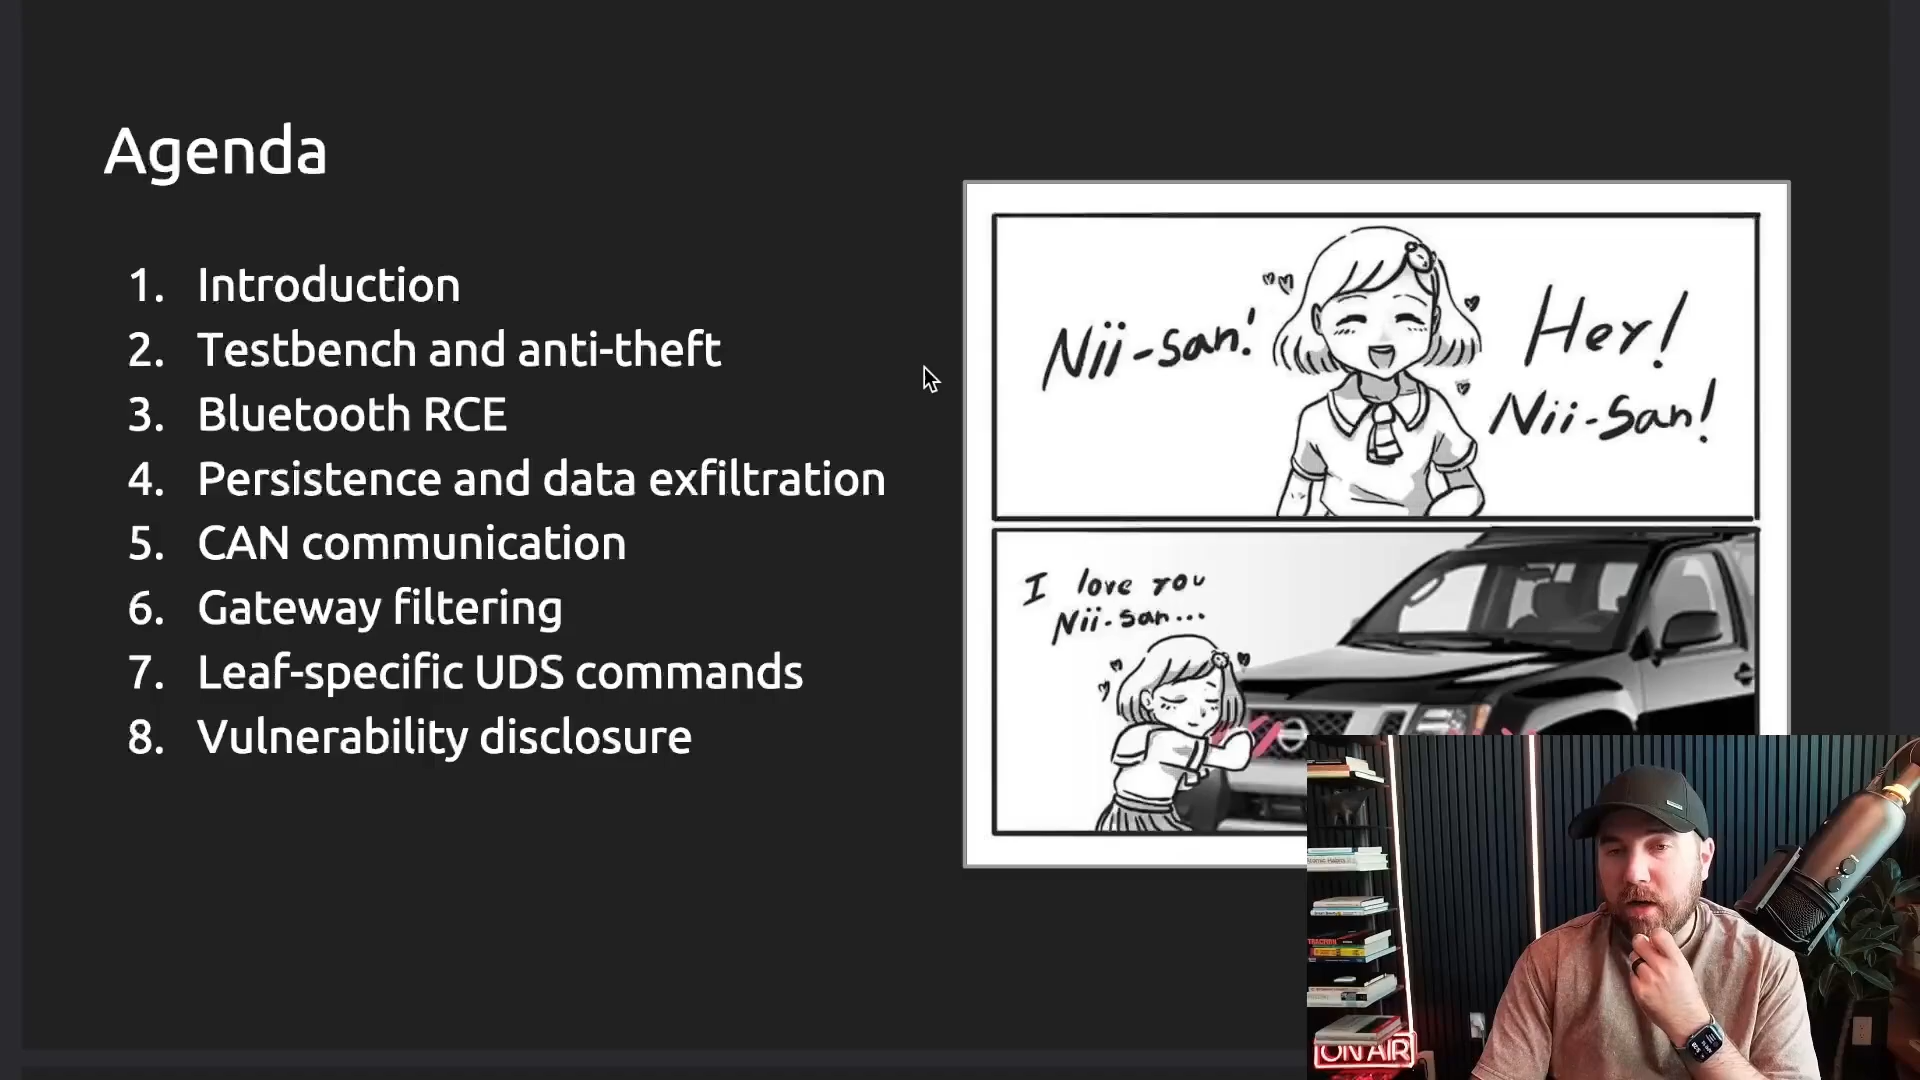 Agenda
1. Introduction
2. Testbench and anti-theft
3. Bluetooth RCE
4. Persistence and data exfiltration
5. CAN communication
6. Gateway filtering
7. Leaf-specific UDS commands
8. Vulnerability disclosure
Nii-san!
Hey!
Nii-San!
I love you
Nii-san...
ON AIR